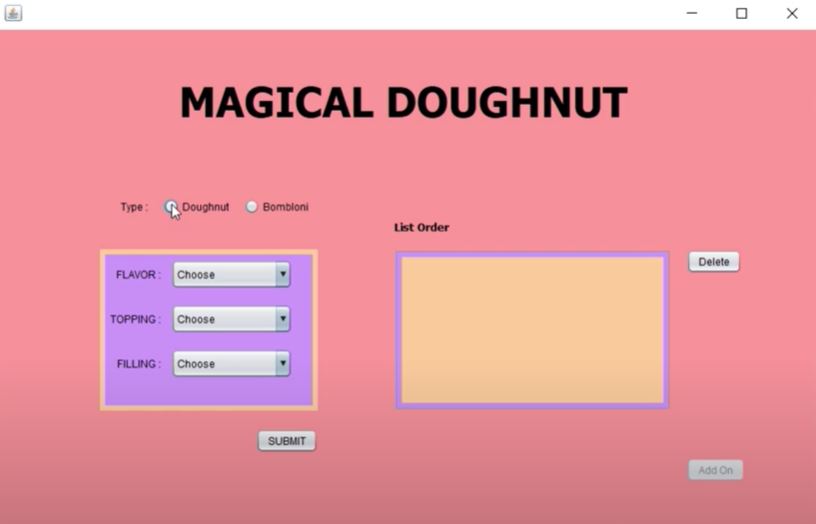 MAGICAL DOUGHNUT
Type : Doughnut Bombloni
List Order
FLAVOR : Choose
TOPPING : Choose
FILLING : Choose
Delete
SUBMIT
Add On